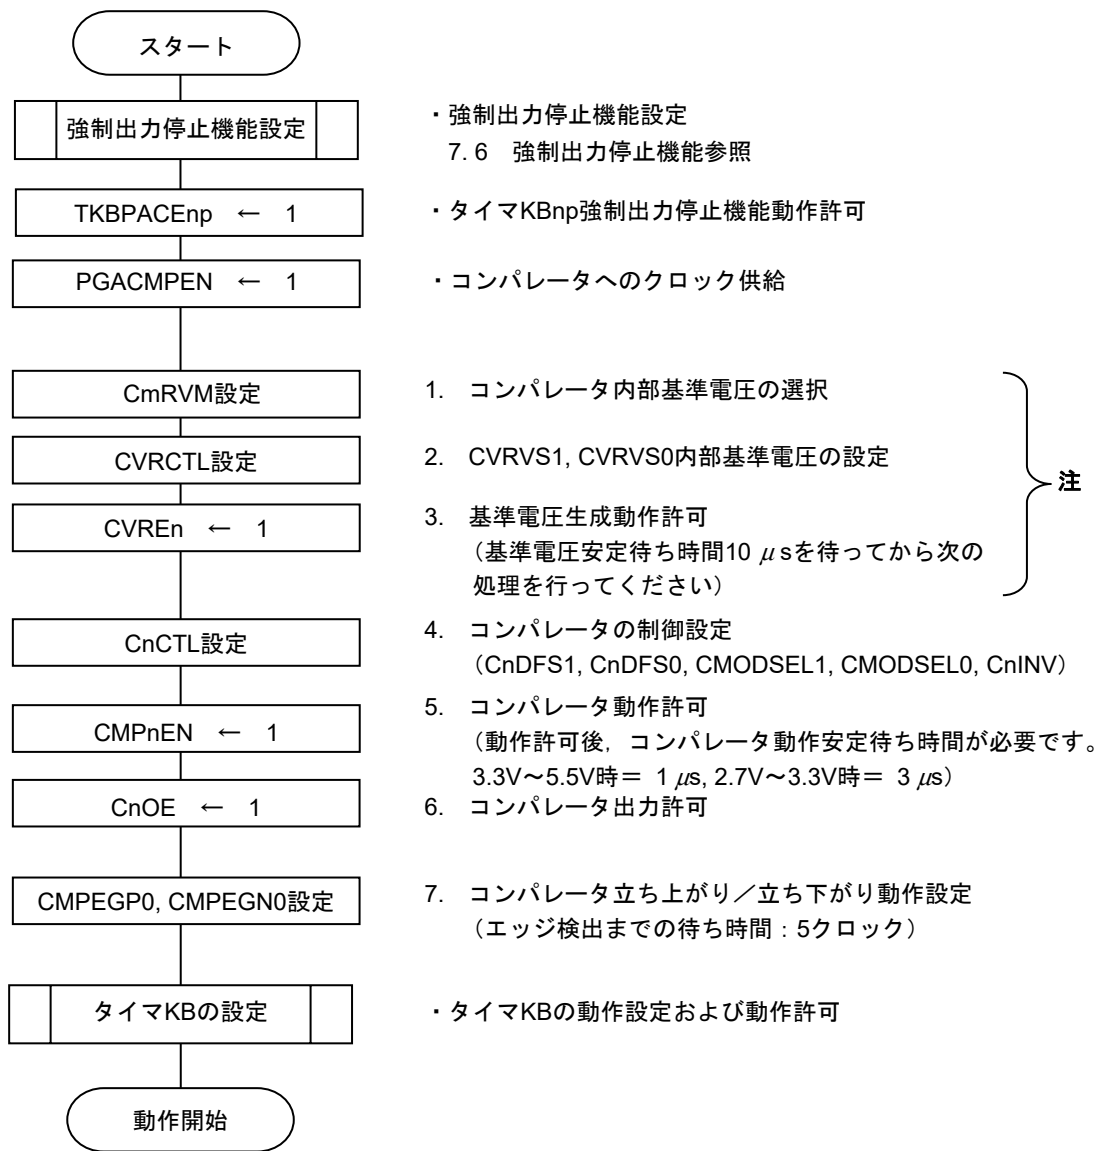 スタート
強制出力停止機能設定
・強制出力停止機能設定
7. 6 強制出力停止機能参照
TKBPACEnp ← 1
・タイマKBnp強制出力停止機能動作許可
PGACMPEN ← 1
・コンパレータへのクロック供給
CmRVM設定
1. コンパレータ内部基準電圧の選択
CVRCTL設定
2. CVRVS1, CVRVS0内部基準電圧の設定
注
CVREn ← 1
3. 基準電圧生成動作許可
（基準電圧安定待ち時間10 μsを待ってから次の
処理を行ってください）
CnCTL設定
4. コンパレータの制御設定
（CnDFS1, CnDFS0, CMODSEL1, CMODSEL0, CnINV）
CMPnEN ← 1
5. コンパレータ動作許可
（動作許可後，コンパレータ動作安定待ち時間が必要です。
3.3V～5.5V時＝ 1 μs, 2.7V～3.3V時＝ 3 μs）
CnOE ← 1
6. コンパレータ出力許可
CMPEGP0, CMPEGN0設定
7. コンパレータ立ち上がり／立ち下がり動作設定
（エッジ検出までの待ち時間：5クロック）
タイマKBの設定
・タイマKBの動作設定および動作許可
動作開始